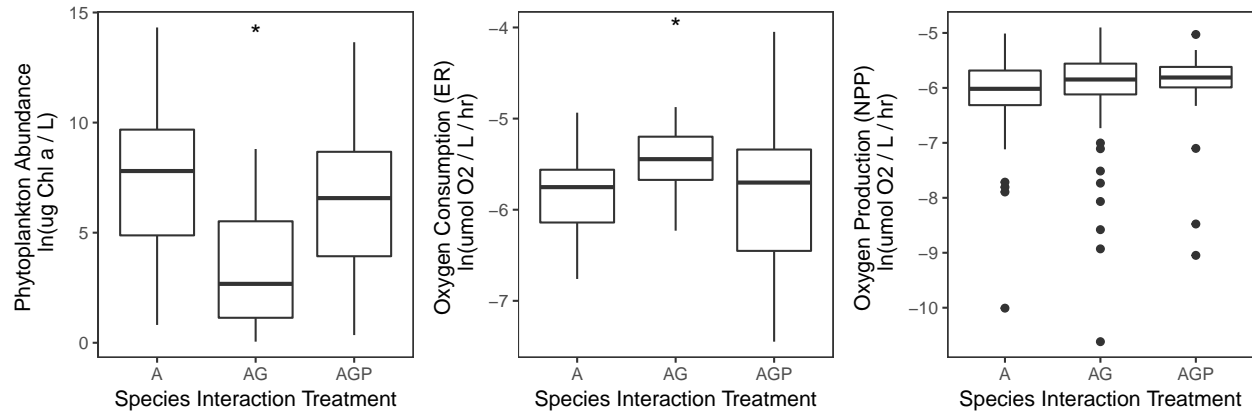 Phytoplankton Abundance
ln(ug Chl a / L)
15
10
5
0
*
A
AG
AGP
Species Interaction Treatment
Oxygen Consumption (ER)
ln(umol O2 / L / hr)
−4
−5
−6
−7
*
A
AG
AGP
Species Interaction Treatment
Oxygen Production (NPP)
ln(umol O2 / L / hr)
−5
−6
−7
−8
−9
−10
A
AG
AGP
Species Interaction Treatment